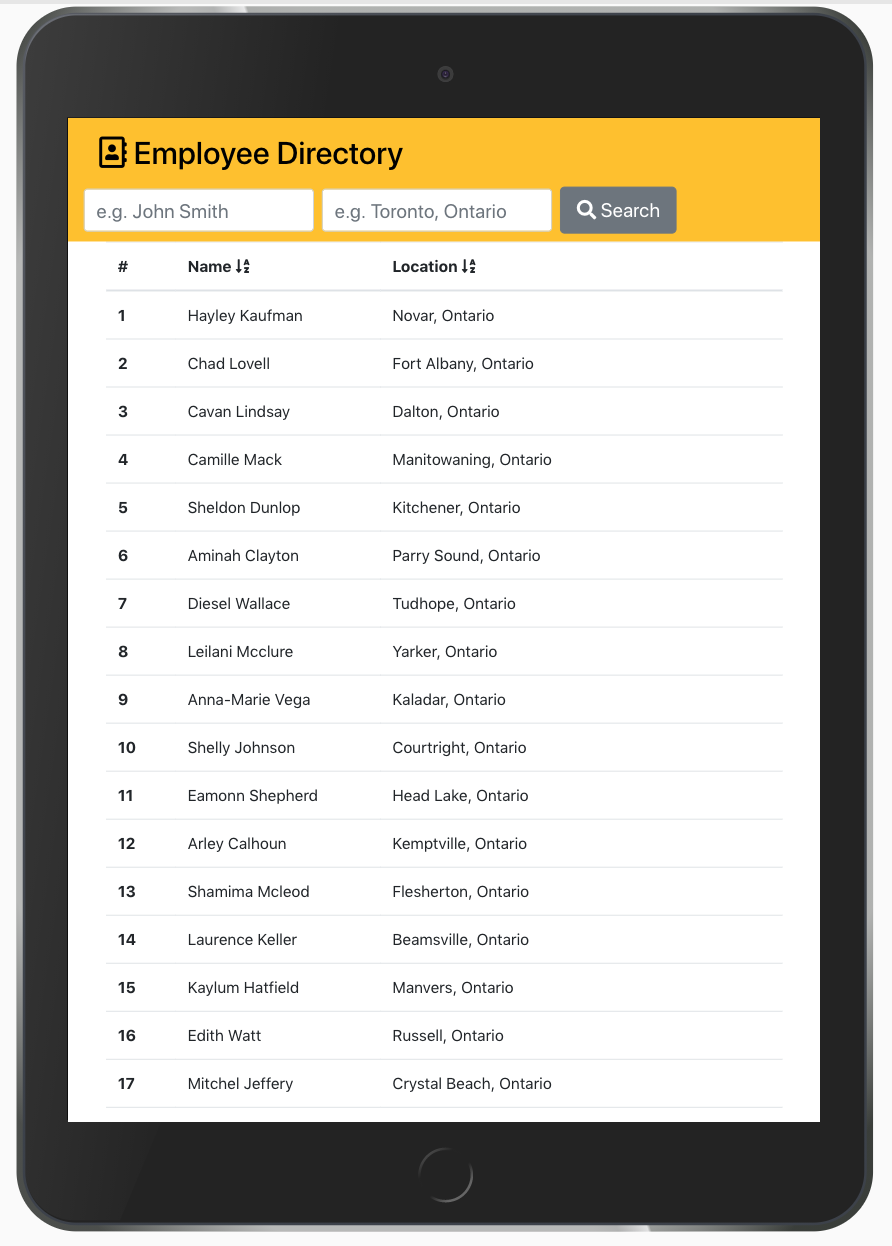 Employee Directory
e.g. John Smith e.g. Toronto, Ontario Search
# Name Location
1 Hayley Kaufman Novar, Ontario
2 Chad Lovell Fort Albany, Ontario
3 Cavan Lindsay Dalton, Ontario
4 Camille Mack Manitowaning, Ontario
5 Sheldon Dunlop Kitchener, Ontario
6 Aminah Clayton Parry Sound, Ontario
7 Diesel Wallace Tudhope, Ontario
8 Leilani Mcclure Yarker, Ontario
9 Anna-Marie Vega Kaladar, Ontario
10 Shelly Johnson Courtright, Ontario
11 Eamonn Shepherd Head Lake, Ontario
12 Arley Calhoun Kemptville, Ontario
13 Shamima Mcleod Flesherton, Ontario
14 Laurence Keller Beamsville, Ontario
15 Kaylum Hatfield Manvers, Ontario
16 Edith Watt Russell, Ontario
17 Mitchel Jeffery Crystal Beach, Ontario